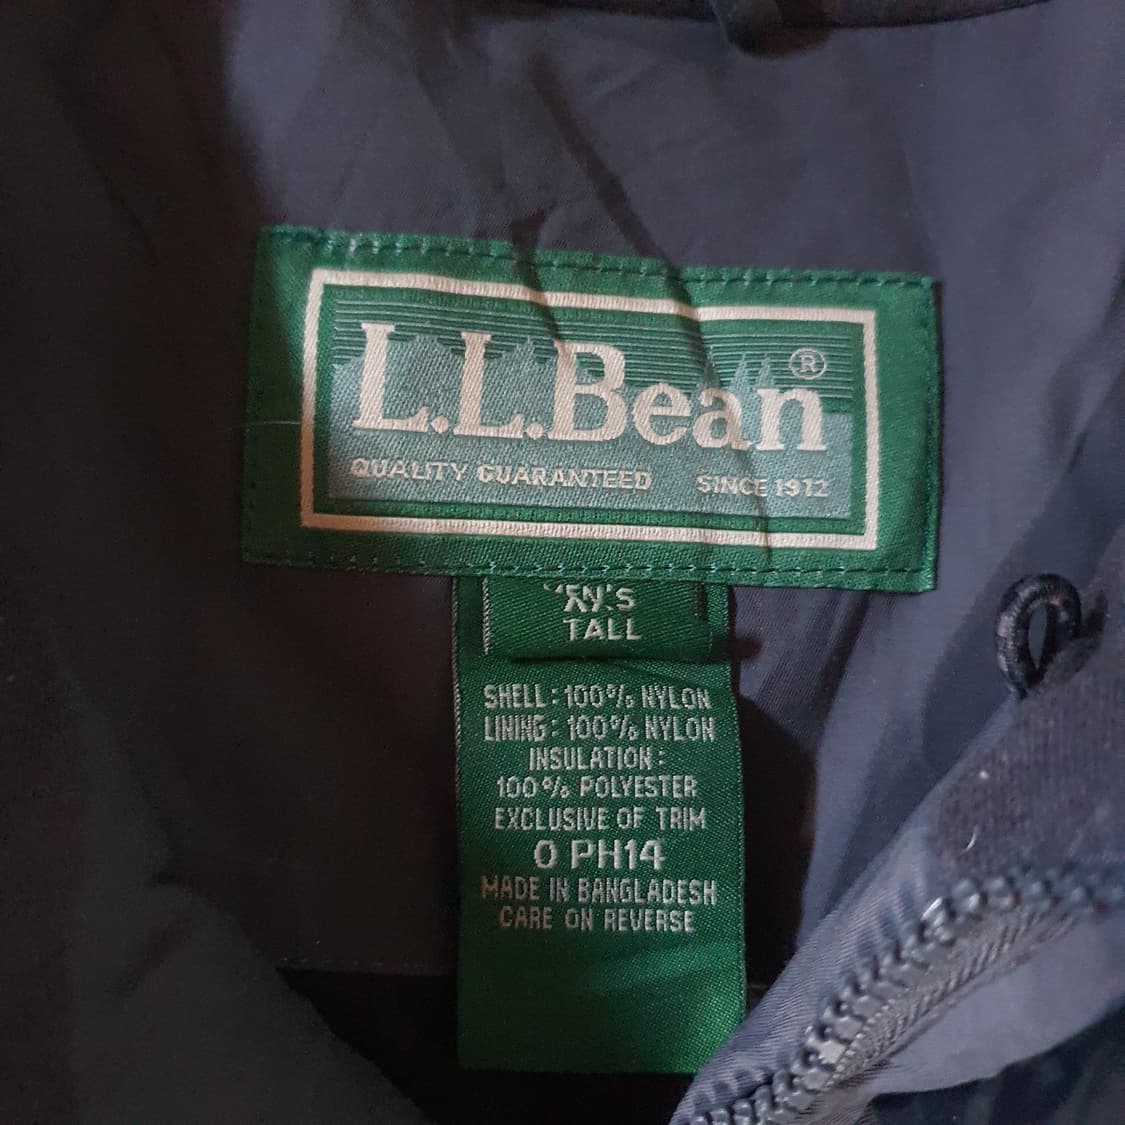 L.L.Bean®
QUALITY GUARANTEED SINCE 1912
TALL
SHELL : 100% NYLON
LINING : 100% NYLON
INSULATION :
100% POLYESTER
EXCLUSIVE OF TRIM
0 PH14
MADE IN BANGLADESH
CARE ON REVERSE